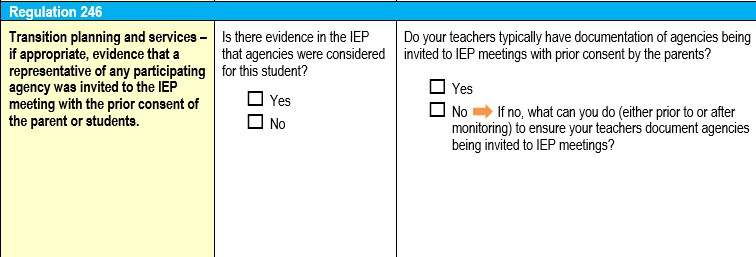 Regulation 246
Transition planning and services –
if appropriate, evidence that a
representative of any participating
agency was invited to the IEP
meeting with the prior consent of
the parent or students.
Is there evidence in the IEP
that agencies were considered
for this student?
Yes
No
Do your teachers typically have documentation of agencies being
invited to IEP meetings with prior consent by the parents?
Yes
No If no, what can you do (either prior to or after
monitoring) to ensure your teachers document agencies
being invited to IEP meetings?